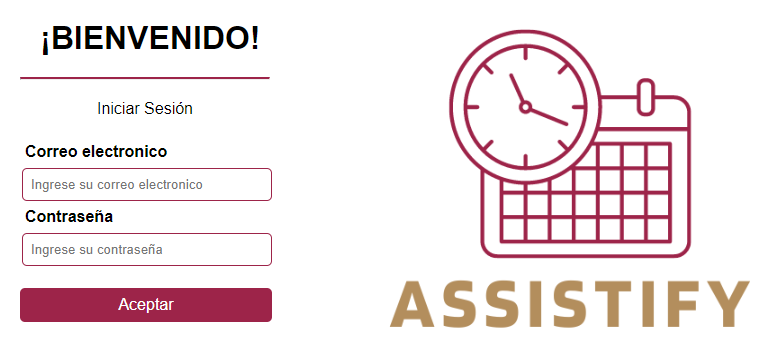 ¡BIENVENIDO!
Iniciar Sesión
Correo electronico
Ingrese su correo electronico
Contraseña
Ingrese su contraseña
Aceptar
ASSISTIFY